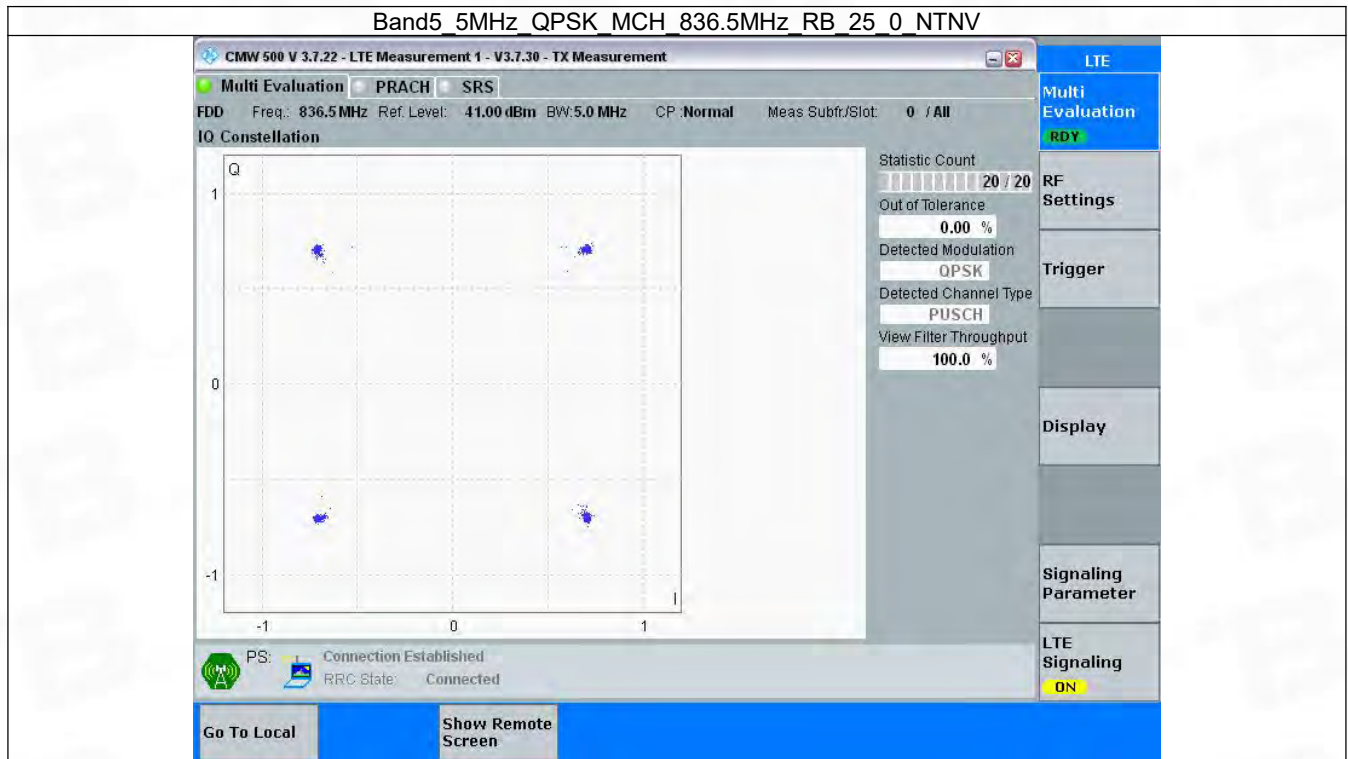 Band5_5MHz_QPSK_MCH_836.5MHz_RB_25_0_NTNV
CMW 500 V 3.7.22 - LTE Measurement 1 - V3.7.30 - TX Measurement
Multi Evaluation PRACH SRS
FDD Freq.: 836.5 MHz Ref. Level: 41.00 dBm BW: 5.0 MHz CP :Normal Meas Subfr./Slot: 0 / All
IQ Constellation
Q
1
0
-1
I
-1 0 1
Statistic Count
20 / 20
Out of Tolerance
0.00 %
Detected Modulation
QPSK
Detected Channel Type
PUSCH
View Filter Throughput
100.0 %
PS: Connection Established
RRC State: Connected
LTE
Multi
Evaluation
RDY
RF
Settings
Trigger
Display
Signaling
Parameter
LTE
Signaling
ON
Go To Local
Show Remote
Screen